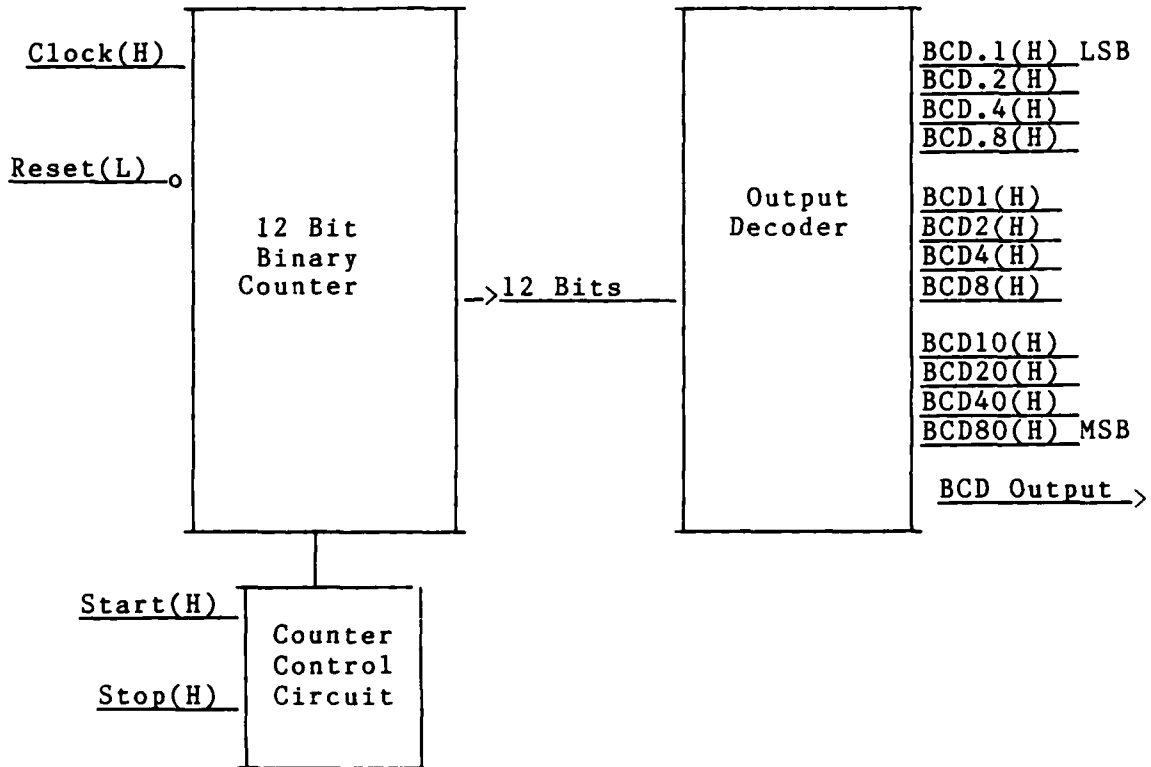 Clock(H)
Reset(L)
12 Bit
Binary
Counter
12 Bits
Output
Decoder
BCD.1(H) LSB
BCD.2(H)
BCD.4(H)
BCD.8(H)
BCD1(H)
BCD2(H)
BCD4(H)
BCD8(H)
BCD10(H)
BCD20(H)
BCD40(H)
BCD80(H) MSB
BCD Output
Start(H)
Stop(H)
Counter
Control
Circuit